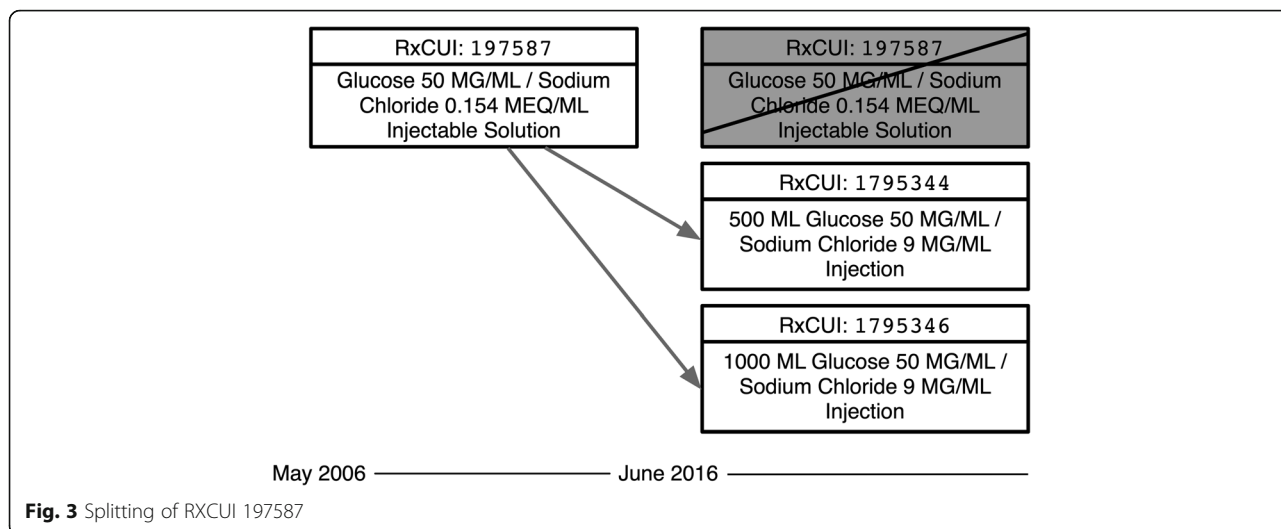 RxCUI: 197587
Glucose 50 MG/ML / Sodium
Chloride 0.154 MEQ/ML
Injectable Solution
RxCUI: 197587
Glucose 50 MG/ML / Sodium
Chloride 0.154 MEQ/ML
Injectable Solution
RxCUI: 1795344
500 ML Glucose 50 MG/ML /
Sodium Chloride 9 MG/ML
Injection
RxCUI: 1795346
1000 ML Glucose 50 MG/ML /
Sodium Chloride 9 MG/ML
Injection
May 2006 June 2016
Fig. 3 Splitting of RXCUI 197587